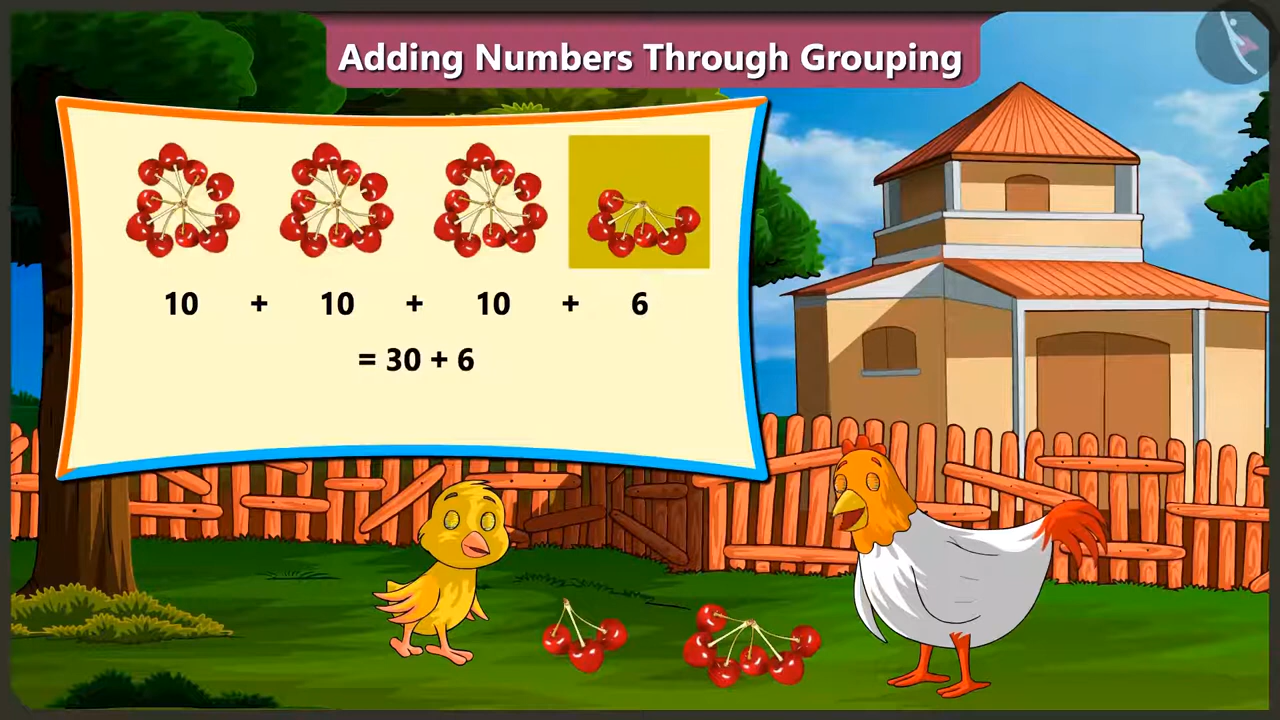 Adding Numbers Through Grouping
10 + 10 + 10 + 6
= 30 + 6